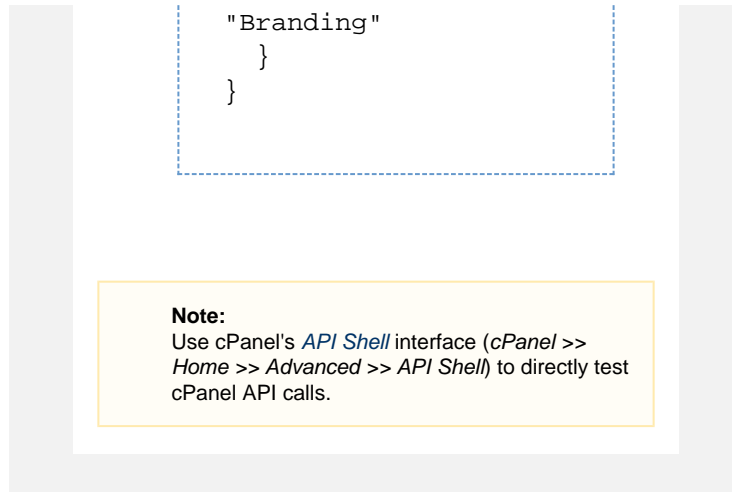 "Branding"
}
}
Note:
Use cPanel's API Shell interface (cPanel >>
Home >> Advanced >> API Shell) to directly test
cPanel API calls.